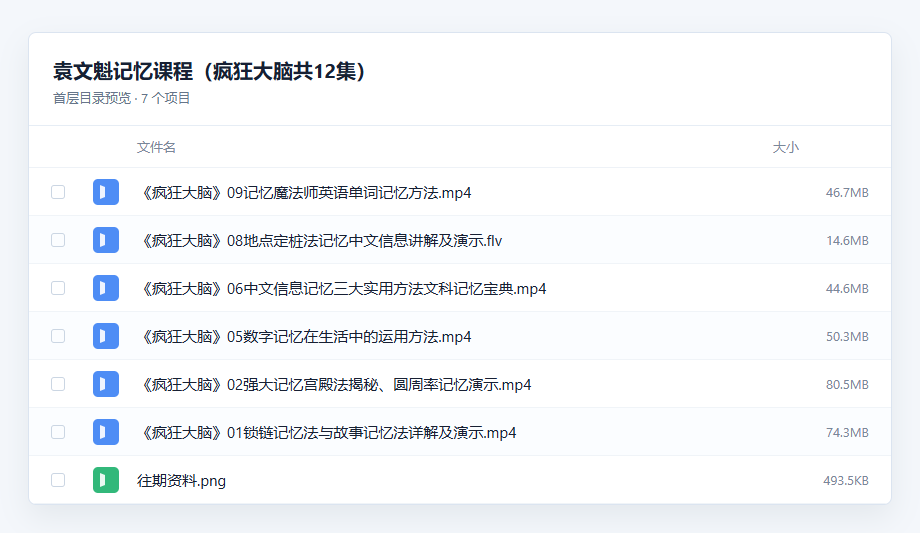 袁文魁记忆课程（疯狂大脑共12集）
首层目录预览 · 7 个项目
文件名 大小
《疯狂大脑》09记忆魔法师英语单词记忆方法.mp4 46.7MB
《疯狂大脑》08地点定桩法记忆中文信息讲解及演示.flv 14.6MB
《疯狂大脑》06中文信息记忆三大实用方法文科记忆宝典.mp4 44.6MB
《疯狂大脑》05数字记忆在生活中的运用方法.mp4 50.3MB
《疯狂大脑》02强大记忆宫殿法揭秘、圆周率记忆演示.mp4 80.5MB
《疯狂大脑》01锁链记忆法与故事记忆法详解及演示.mp4 74.3MB
往期资料.png 493.5KB